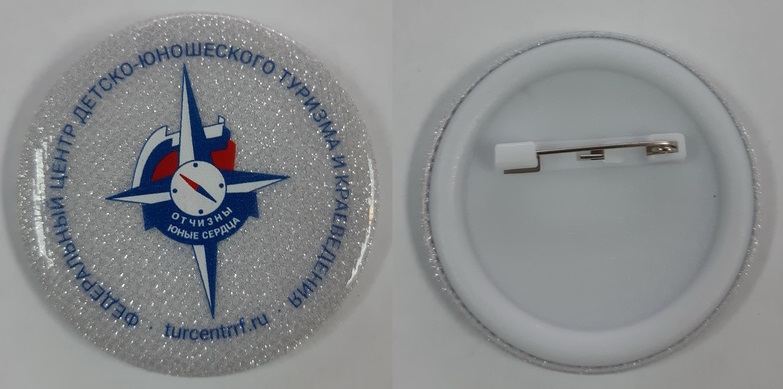 ФЕДЕРАЛЬНЫЙ ЦЕНТР ДЕТСКО-ЮНОШЕСКОГО ТУРИЗМА И КРАЕВЕДЕНИЯ
ОТЧИЗНЫ
ЮНЫЕ СЕРДЦА
· turcentrrf.ru ·